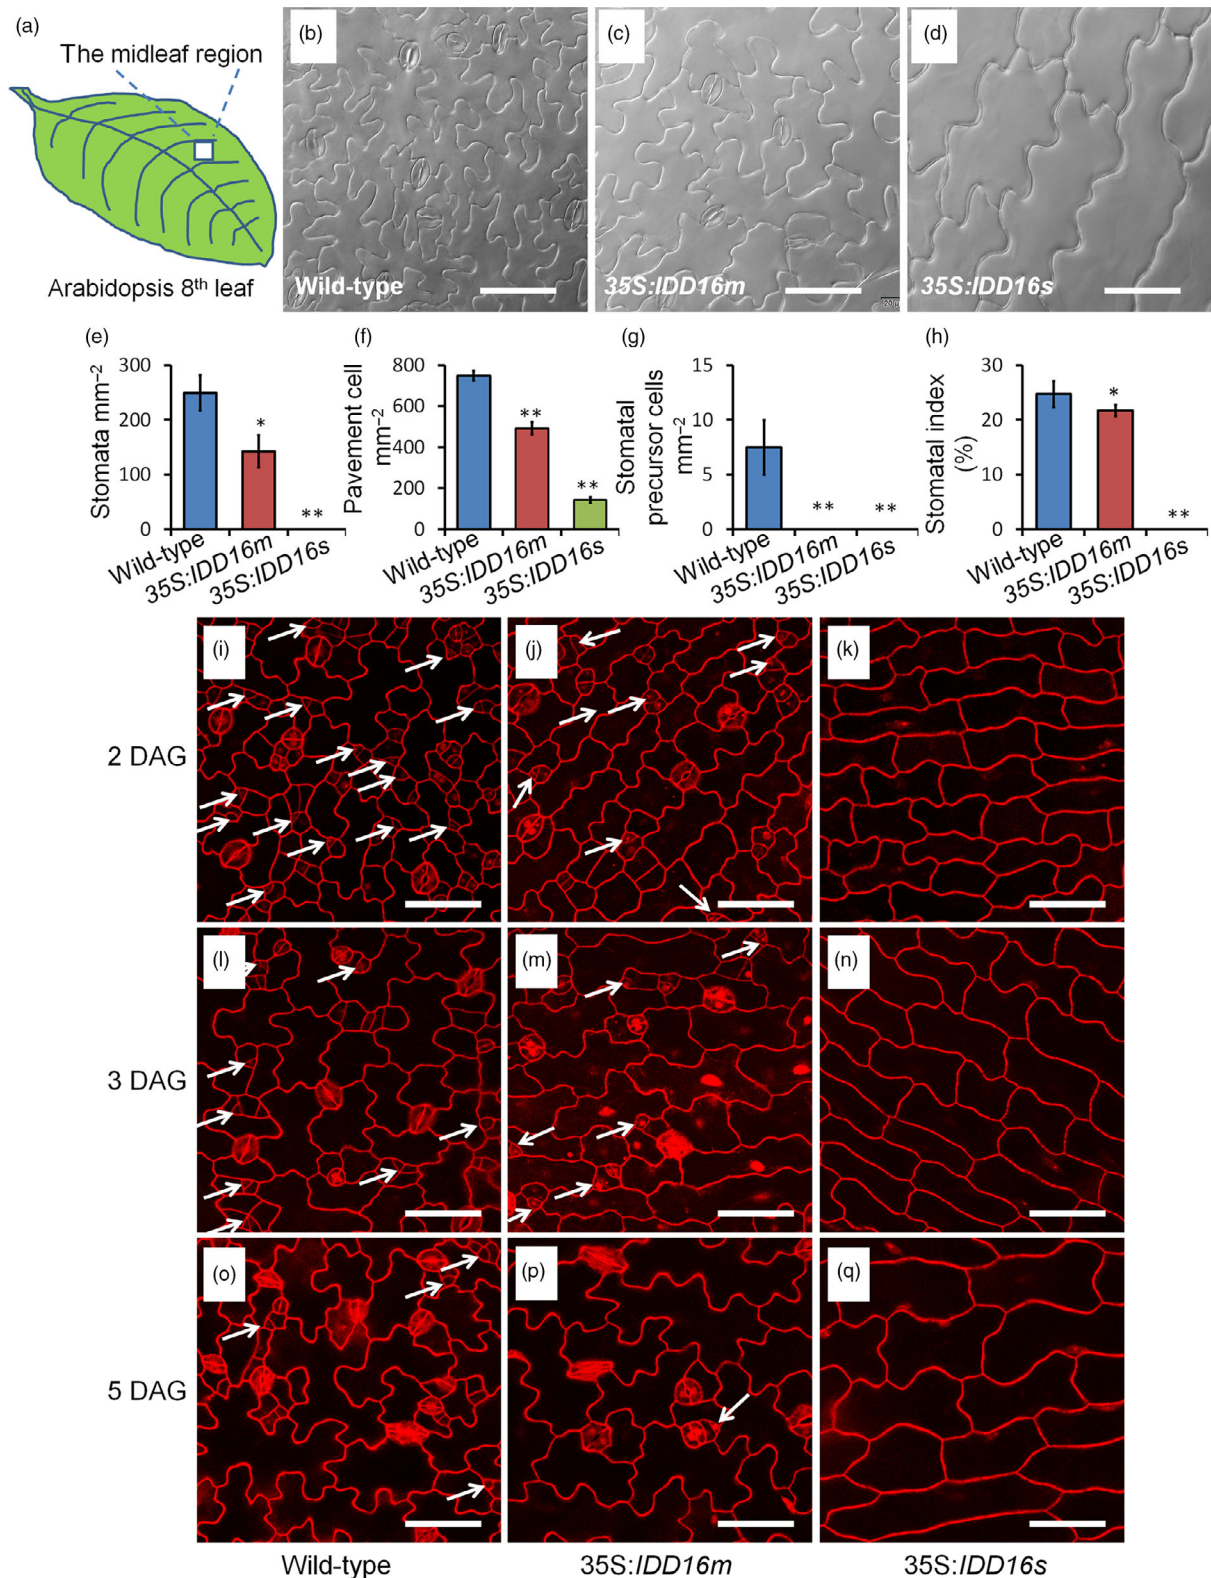 (a)
The midleaf region
Arabidopsis 8th leaf
(b)
Wild-type
(c)
35S:IDD16m
20 µm
(d)
35S:IDD16s
(e)
Stomata mm−2
300
200
100
0
*
**
Wild-type
35S:IDD16m
35S:IDD16s
(f)
Pavement cell
mm−2
800
600
400
200
0
**
**
Wild-type
35S:IDD16m
35S:IDD16s
(g)
Stomatal
precursor cells
mm−2
15
10
5
0
**
**
Wild-type
35S:IDD16m
35S:IDD16s
(h)
Stomatal index
(%)
30
20
10
0
*
**
Wild-type
35S:IDD16m
35S:IDD16s
(i)
(j)
(k)
2 DAG
(l)
(m)
(n)
3 DAG
(o)
(p)
(q)
5 DAG
Wild-type
35S:IDD16m
35S:IDD16s